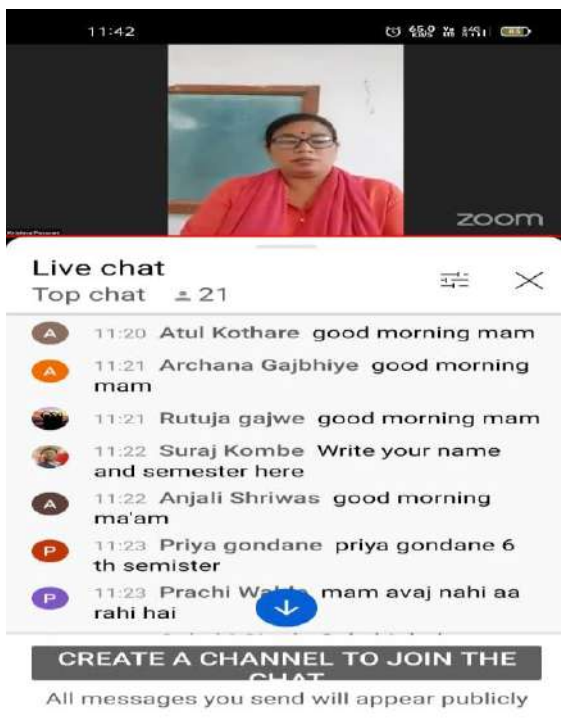 11:42
65.0 KB/S
zoom
Live chat
Top chat 21
A 11:20 Atul Kothare good morning mam
A 11:21 Archana Gajbhiye good morning
mam
11:21 Rutuja gajwe good morning mam
11:22 Suraj Kombe Write your name
and semester here
A 11:22 Anjali Shriwas good morning
ma'am
P 11:23 Priya gondane priya gondane 6
th semister
P 11:23 Prachi mam avaj nahi aa
rahi hai
CREATE A CHANNEL TO JOIN THE
CHAT
All messages you send will appear publicly